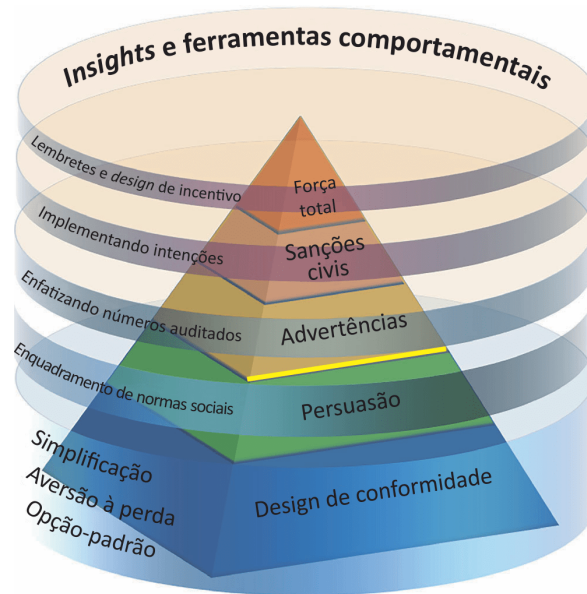 Insights e ferramentas comportamentais
Lembretes e design de incentivo
Força
total
Implementando intenções
Sanções
civis
Enfatizando números auditados
Advertências
Enquadramento de normas sociais
Persuasão
Simplificação
Aversão à perda
Opção-padrão
Design de conformidade